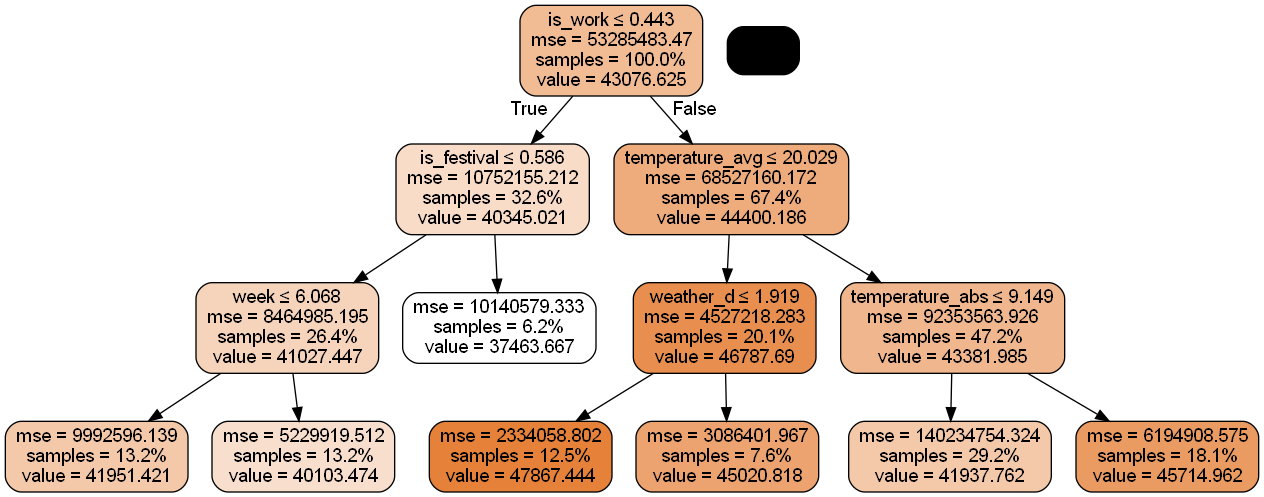 is_work ≤ 0.443
mse = 53285483.47
samples = 100.0%
value = 43076.625
True
False
is_festival ≤ 0.586
mse = 10752155.212
samples = 32.6%
value = 40345.021
temperature_avg ≤ 20.029
mse = 68527160.172
samples = 67.4%
value = 44400.186
week ≤ 6.068
mse = 8464985.195
samples = 26.4%
value = 41027.447
mse = 10140579.333
samples = 6.2%
value = 37463.667
weather_d ≤ 1.919
mse = 4527218.283
samples = 20.1%
value = 46787.69
temperature_abs ≤ 9.149
mse = 92353563.926
samples = 47.2%
value = 43381.985
mse = 9992596.139
samples = 13.2%
value = 41951.421
mse = 5229919.512
samples = 13.2%
value = 40103.474
mse = 2334058.802
samples = 12.5%
value = 47867.444
mse = 3086401.967
samples = 7.6%
value = 45020.818
mse = 140234754.324
samples = 29.2%
value = 41937.762
mse = 6194908.575
samples = 18.1%
value = 45714.962